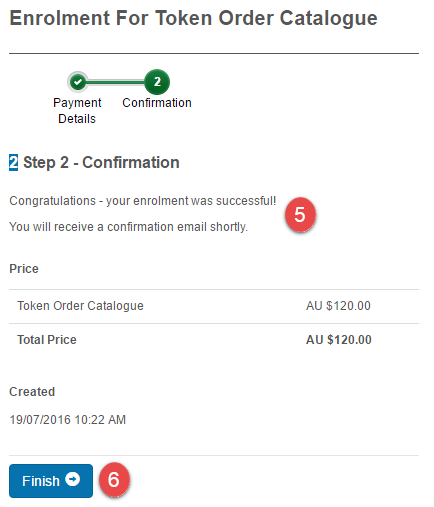 Enrolment For Token Order Catalogue
2
Payment Details
Confirmation
2 Step 2 - Confirmation
Congratulations - your enrolment was successful!
5
You will receive a confirmation email shortly.
Price
Token Order Catalogue AU $120.00
Total Price AU $120.00
Created
19/07/2016 10:22 AM
Finish
6